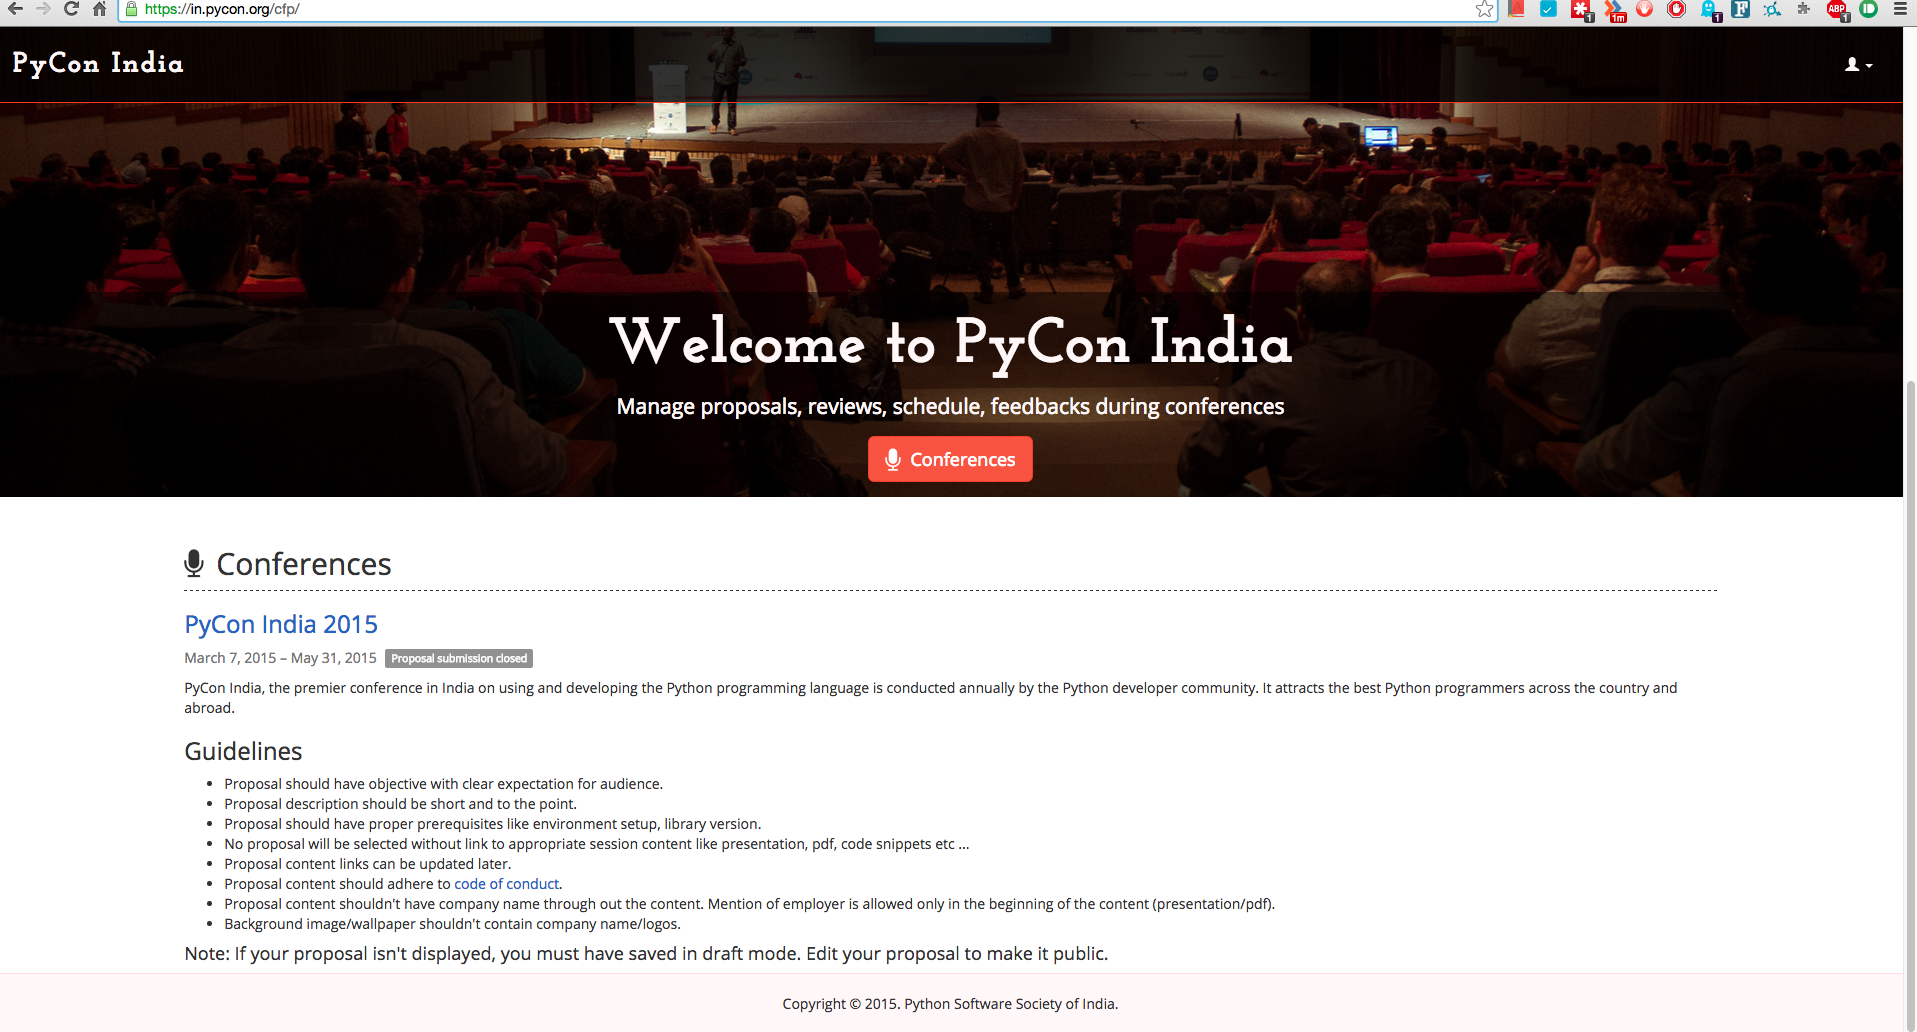 https://in.pycon.org/cfp/
1
1m
1
ABP
1
PyCon India
Welcome to PyCon India
Manage proposals, reviews, schedule, feedbacks during conferences
Conferences
Conferences
PyCon India 2015
March 7, 2015 – May 31, 2015 Proposal submission closed
PyCon India, the premier conference in India on using and developing the Python programming language is conducted annually by the Python developer community. It attracts the best Python programmers across the country and
abroad.
Guidelines
• Proposal should have objective with clear expectation for audience.
• Proposal description should be short and to the point.
• Proposal should have proper prerequisites like environment setup, library version.
• No proposal will be selected without link to appropriate session content like presentation, pdf, code snippets etc ...
• Proposal content links can be updated later.
• Proposal content should adhere to code of conduct.
• Proposal content shouldn't have company name through out the content. Mention of employer is allowed only in the beginning of the content (presentation/pdf).
• Background image/wallpaper shouldn't contain company name/logos.
Note: If your proposal isn't displayed, you must have saved in draft mode. Edit your proposal to make it public.
Copyright © 2015. Python Software Society of India.